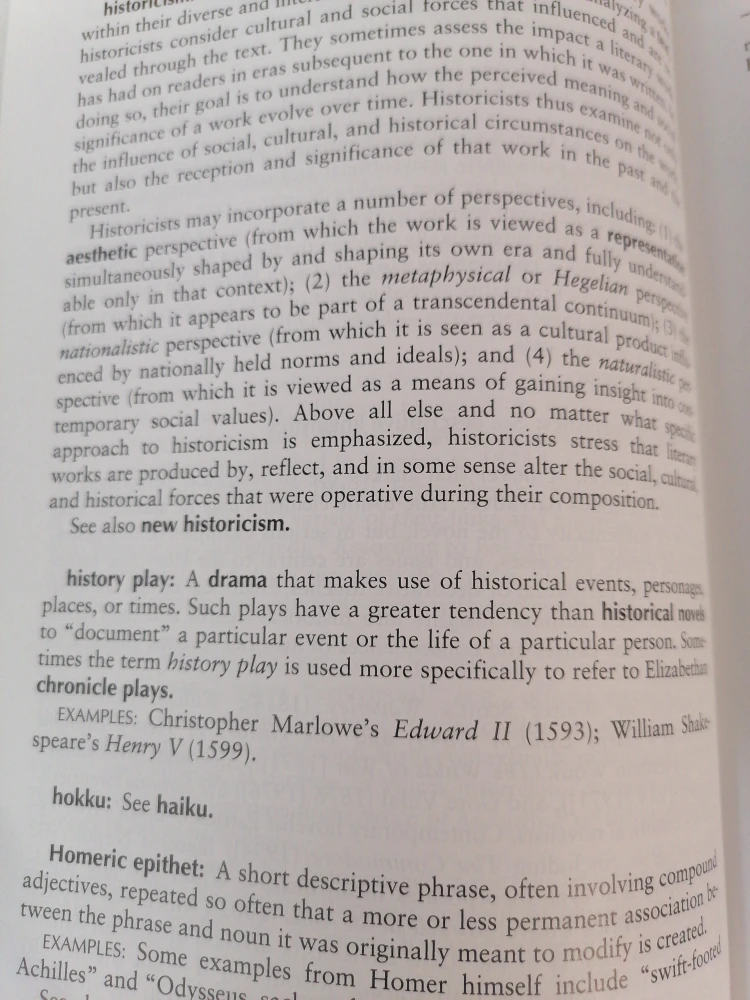 historicism
within their diverse and
historicists consider cultural and social forces that influenced and are
vealed through the text. They sometimes assess the impact a literary
has had on readers in eras subsequent to the one in which it was written
doing so, their goal is to understand how the perceived meaning and
significance of a work evolve over time. Historicists thus examine not
the influence of social, cultural, and historical circumstances on the
but also the reception and significance of that work in the past and
present.
Historicists may incorporate a number of perspectives, including: (1)
aesthetic perspective (from which the work is viewed as a
simultaneously shaped by and shaping its own era and fully
able only in that context); (2) the metaphysical or Hegelian
(from which it appears to be part of a transcendental continuum); (3)
nationalistic perspective (from which it is seen as a cultural product
enced by nationally held norms and ideals); and (4) the naturalistic per-
spective (from which it is viewed as a means of gaining insight into con-
temporary social values). Above all else and no matter what specific
approach to historicism is emphasized, historicists stress that literary
works are produced by, reflect, and in some sense alter the social, cultural,
and historical forces that were operative during their composition.
See also new historicism.
history play: A drama that makes use of historical events, personages,
places, or times. Such plays have a greater tendency than historical novels
to “document” a particular event or the life of a particular person. Some-
times the term history play is used more specifically to refer to Elizabethan
chronicle plays.
EXAMPLES: Christopher Marlowe’s Edward II (1593); William Shake-
speare’s Henry V (1599).
hokku: See haiku.
Homeric epithet: A short descriptive phrase, often involving compound
adjectives, repeated so often that a more or less permanent association be-
tween the phrase and noun it was originally meant to modify is created.
EXAMPLES: Some examples from Homer himself include “swift-footed
Achilles” and “Odysseus,